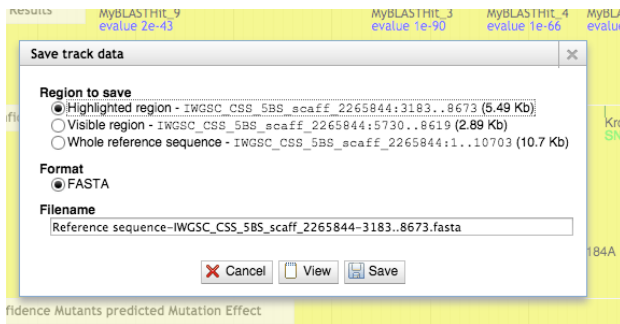 Results
MyBLASTHit_9
MyBLASTHit_3
MyBLASTHit_4
evalue 2e-43
evalue 1e-90
evalue 1e-66
Save track data
Region to save
Highlighted region - IWGSC_CSS_5BS_scaff_2265844:3183..8673 (5.49 Kb)
Visible region - IWGSC_CSS_5BS_scaff_2265844:5730..8619 (2.89 Kb)
Whole reference sequence - IWGSC_CSS_5BS_scaff_2265844:1..10703 (10.7 Kb)
Format
FASTA
Filename
Reference sequence-IWGSC_CSS_5BS_scaff_2265844-3183..8673.fasta
184A
Cancel
View
Save
fidence Mutants predicted Mutation Effect